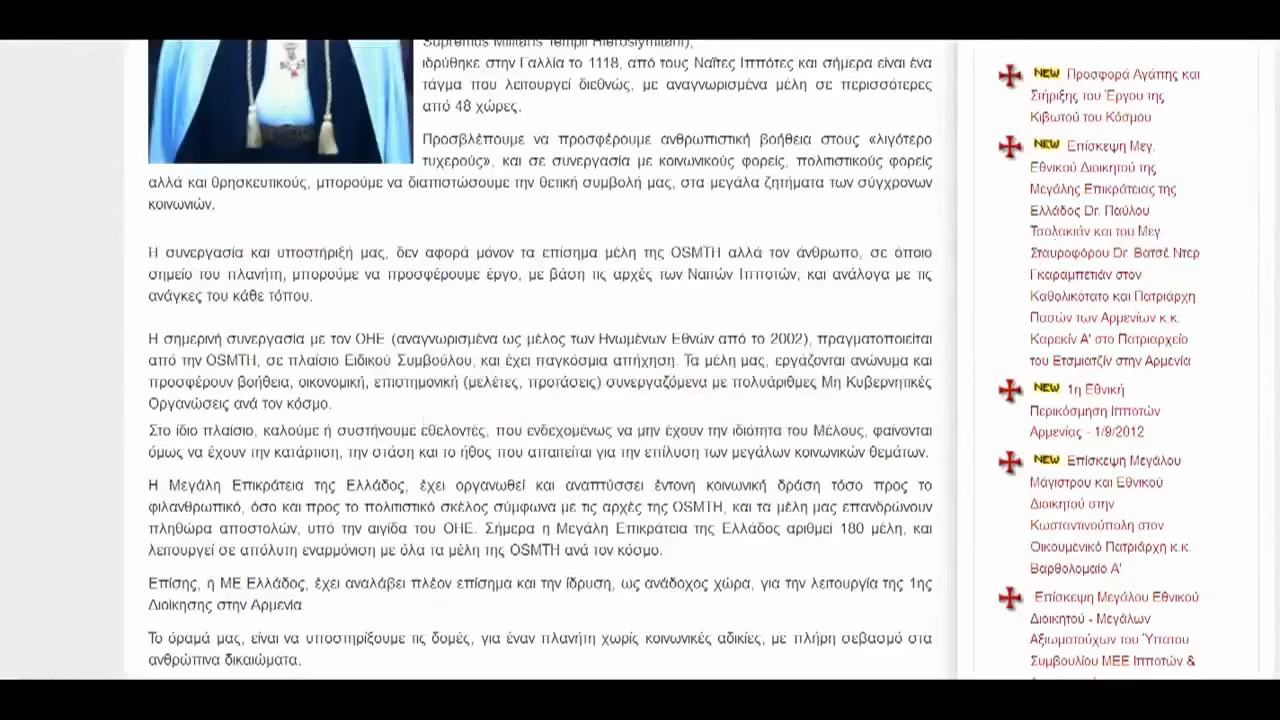 Supremus Militaris Templi Hieroslymitani),
ιδρύθηκε στην Γαλλία το 1118, από τους Ναΐτες Ιππότες και σήμερα είναι ένα
τάγμα που λειτουργεί διεθνώς, με αναγνωρισμένα μέλη σε περισσότερες
από 48 χώρες.
Προσβλέπουμε να προσφέρουμε ανθρωπιστική βοήθεια στους «λιγότερο
τυχερούς», και σε συνεργασία με κοινωνικούς φορείς, πολιτιστικούς φορείς
αλλά και θρησκευτικούς, μπορούμε να διαπιστώσουμε την θετική συμβολή μας, στα μεγάλα ζητήματα των σύγχρονων
κοινωνιών.
Η συνεργασία και υποστήριξή μας, δεν αφορά μόνον τα επίσημα μέλη της OSMTH αλλά τον άνθρωπο, σε όποιο
σημείο του πλανήτη, μπορούμε να προσφέρουμε έργο, με βάση τις αρχές των Ναιτών Ιπποτών, και ανάλογα με τις
ανάγκες του κάθε τόπου.
Η σημερινή συνεργασία με τον ΟΗΕ (αναγνωρισμένα ως μέλος των Ηνωμένων Εθνών από το 2002), πραγματοποιείται
από την OSMTH, σε πλαίσιο Ειδικού Συμβούλου, και έχει παγκόσμια απήχηση. Τα μέλη μας, εργάζονται ανώνυμα και
προσφέρουν βοήθεια, οικονομική, επιστημονική (μελέτες, προτάσεις) συνεργαζόμενα με πολυάριθμες Μη Κυβερνητικές
Οργανώσεις ανά τον κόσμο.
Στο ίδιο πλαίσιο, καλούμε ή συστήνουμε εθελοντές, που ενδεχομένως να μην έχουν την ιδιότητα του Μέλους, φαίνονται
όμως να έχουν την κατάρτιση, την στάση και το ήθος που απαιτείται για την επίλυση των μεγάλων κοινωνικών θεμάτων.
Η Μεγάλη Επικράτεια της Ελλάδος, έχει οργανωθεί και αναπτύσσει έντονη κοινωνική δράση τόσο προς το
φιλανθρωπικό, όσο και προς το πολιτιστικό σκέλος σύμφωνα με τις αρχές της OSMTH, και τα μέλη μας επανδρώνουν
πληθώρα αποστολών, υπό την αιγίδα του ΟΗΕ. Σήμερα η Μεγάλη Επικράτεια της Ελλάδος αριθμεί 180 μέλη, και
λειτουργεί σε απόλυτη εναρμόνιση με όλα τα μέλη της OSMTH ανά τον κόσμο.
Επίσης, η ΜΕ Ελλάδος, έχει αναλάβει πλέον επίσημα και την ίδρυση, ως ανάδοχος χώρα, για την λειτουργία της 1ης
Διοίκησης στην Αρμενία.
Το όραμά μας, είναι να υποστηρίξουμε τις δομές, για έναν πλανήτη χωρίς κοινωνικές αδικίες, με πλήρη σεβασμό στα
ανθρώπινα δικαιώματα.
NEW Προσφορά Αγάπης και
Στήριξης του Έργου της
Κιβωτού του Κόσμου
NEW Επίσκεψη Μεγ.
Εθνικού Διοικητού της
Μεγάλης Επικράτειας της
Ελλάδος Dr. Παύλου
Τσολακιάν και του Μεγ
Σταυροφόρου Dr. Βατσέ Ντερ
Γκαραμπετιάν στον
Καθολικότατο και Πατριάρχη
Πασών των Αρμενίων κ.κ.
Καρεκίν Α' στο Πατριαρχείο
του Ετσμιατζίν στην Αρμενία
NEW 1η Εθνική
Περικόσμηση Ιπποτών
Αρμενίας - 1/9/2012
NEW Επίσκεψη Μεγάλου
Μάγιστρου και Εθνικού
Διοικητού στην
Κωσταντινούπολη στον
Οικουμενικό Πατριάρχη κ.κ.
Βαρθολομαίο Α'
Επίσκεψη Μεγάλου Εθνικού
Διοικητού - Μεγάλων
Αξιωματούχων του Ύπατου
Συμβουλίου ΜΕΕ Ιπποτών &